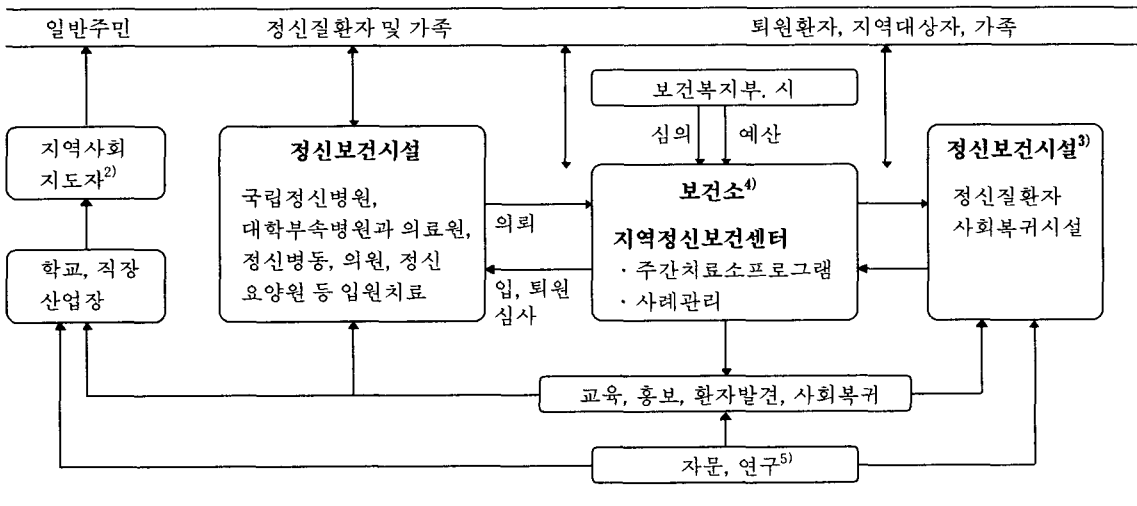 일반주민
정신질환자 및 가족
퇴원환자, 지역대상자, 가족
보건복지부. 시
심의
예산
지역사회
지도자2)
학교, 직장
산업장
정신보건시설
국립정신병원,
대학부속병원과 의료원,
정신병동, 의원, 정신
요양원 등 입원치료
의뢰
입, 퇴원
심사
보건소4)
지역정신보건센터
· 주간치료소프로그램
· 사례관리
정신보건시설3)
정신질환자
사회복귀시설
교육, 홍보, 환자발견, 사회복귀
자문, 연구5)